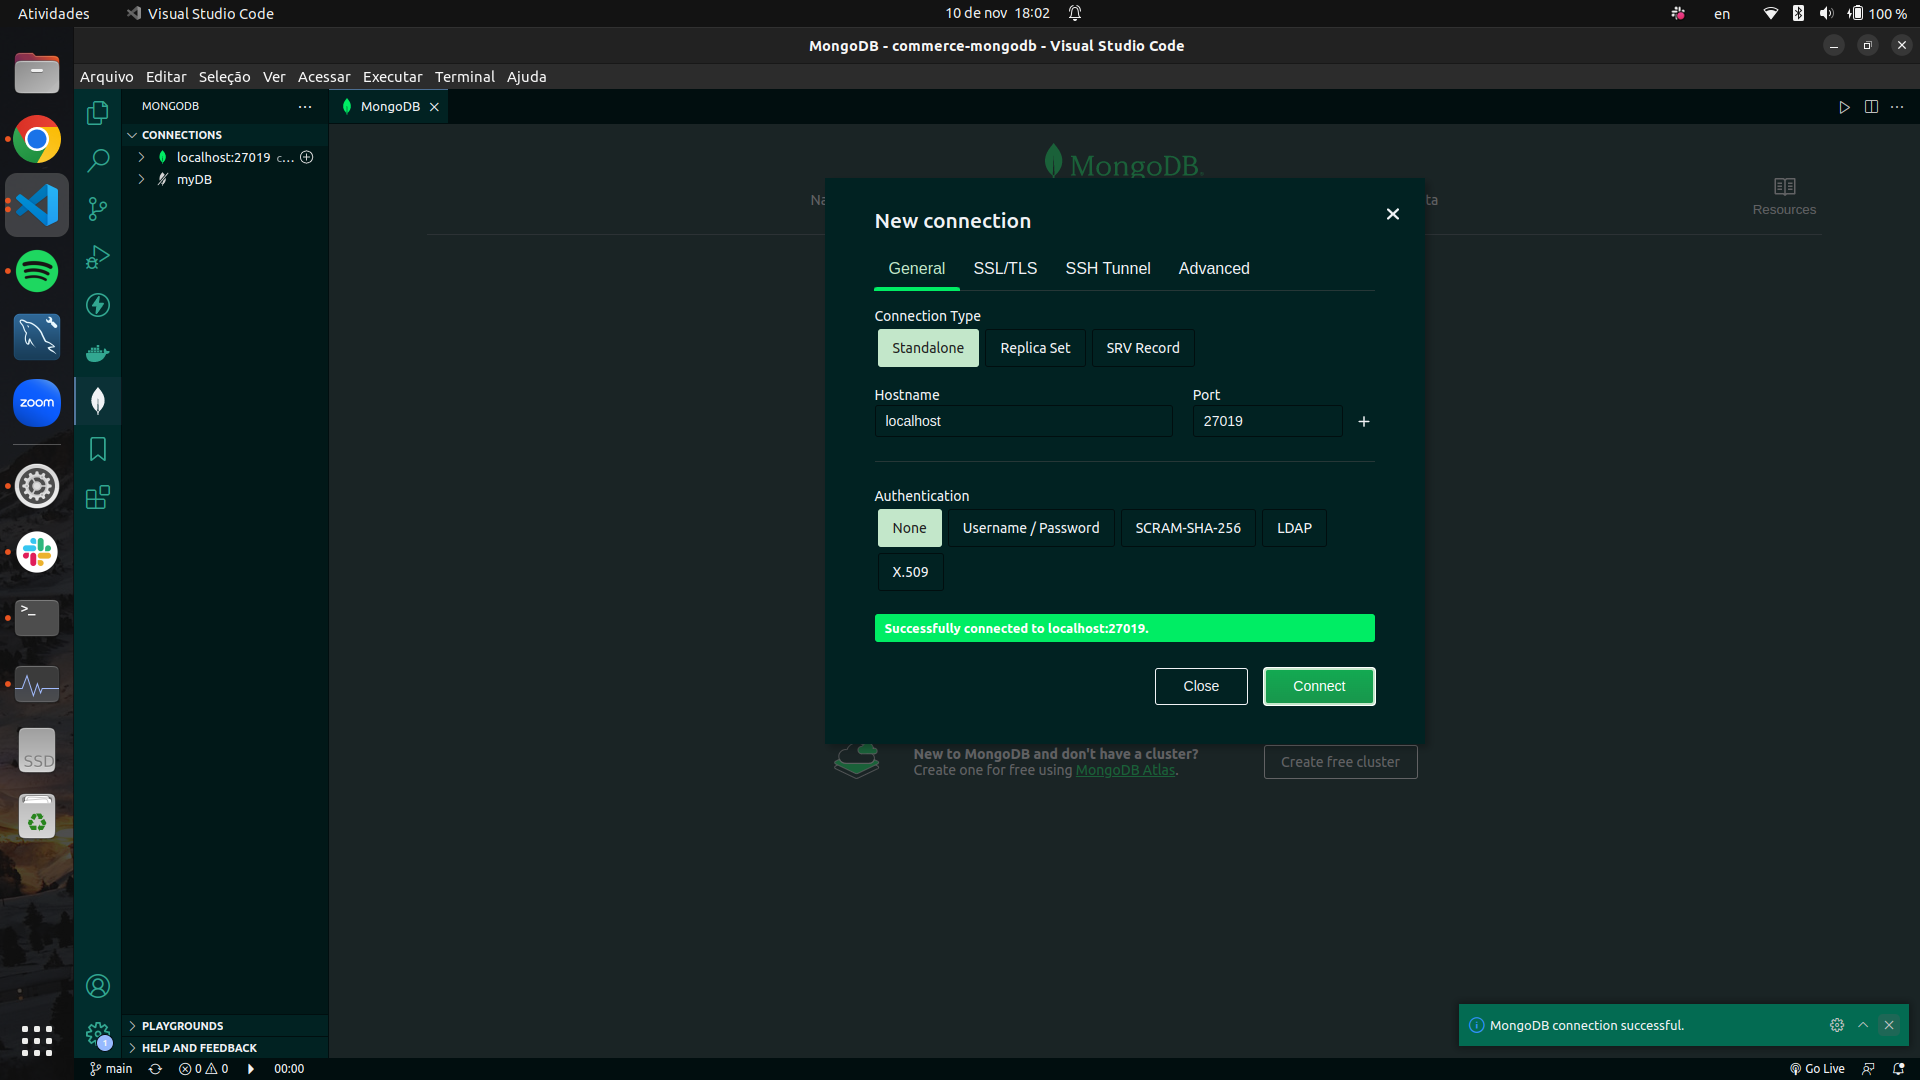 Atividades
Visual Studio Code
10 de nov 18:02
en
100 %
MongoDB - commerce-mongodb - Visual Studio Code
Arquivo Editar Seleção Ver Acessar Executar Terminal Ajuda
MONGODB
MongoDB
CONNECTIONS
localhost:27019 c...
myDB
MongoDB.
Na
ta
Resources
New connection
General SSL/TLS SSH Tunnel Advanced
Connection Type
Standalone Replica Set SRV Record
Hostname Port
localhost 27019
Authentication
None Username / Password SCRAM-SHA-256 LDAP
X.509
Successfully connected to localhost:27019.
Close Connect
New to MongoDB and don't have a cluster?
Create one for free using MongoDB Atlas.
Create free cluster
zoom
>_
SSD
1
PLAYGROUNDS
HELP AND FEEDBACK
MongoDB connection successful.
main 0 0 00:00 Go Live